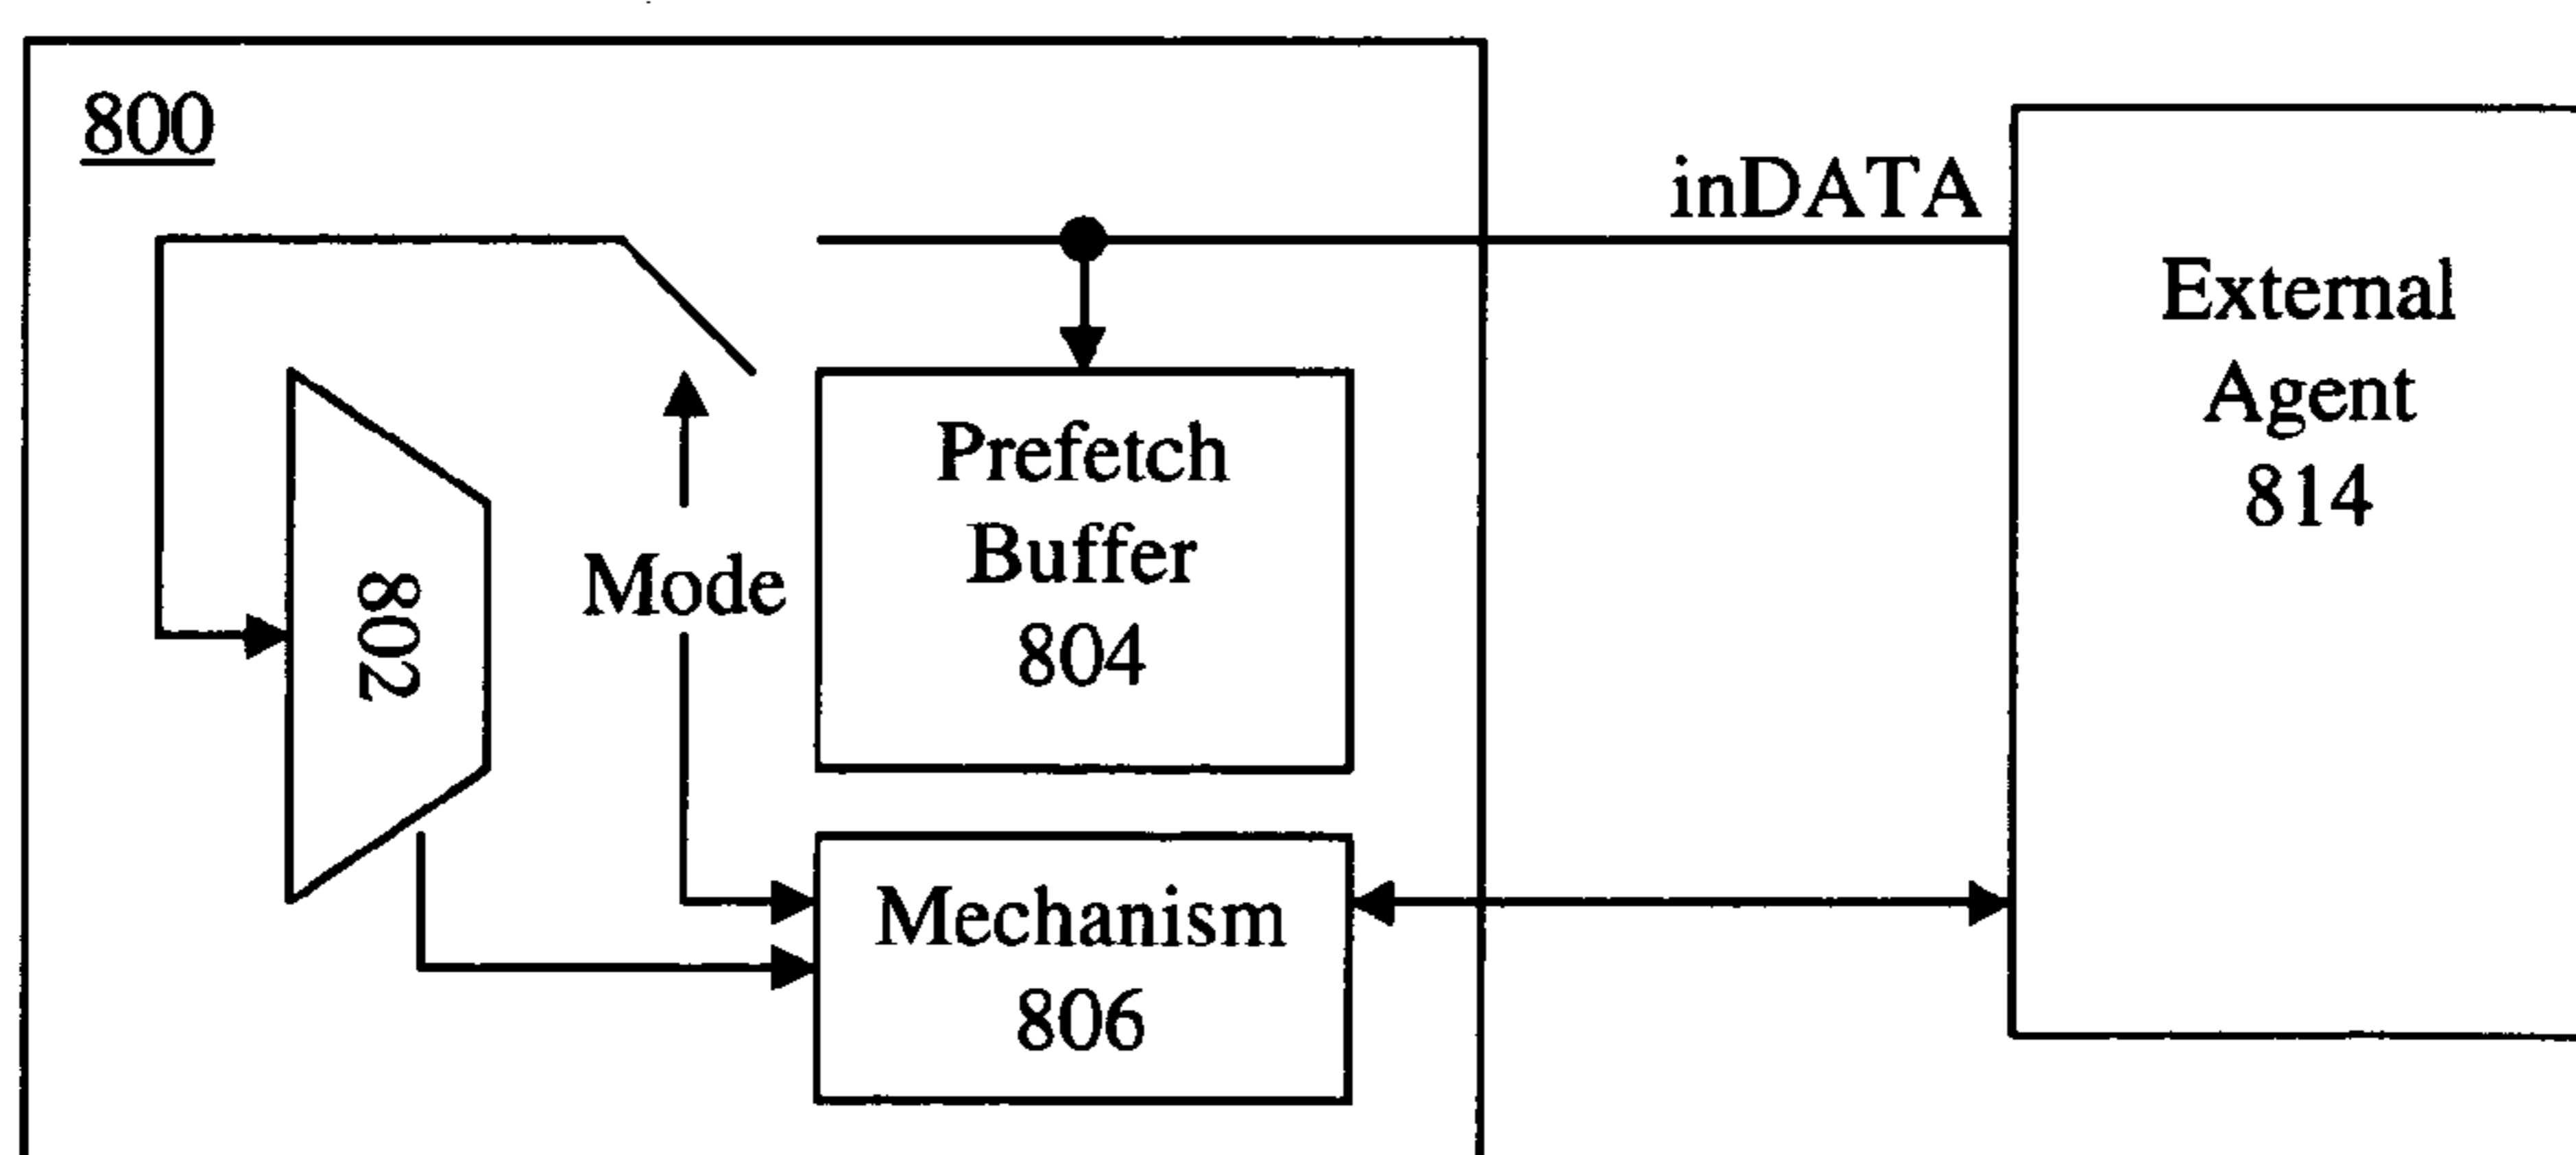 800
inDATA
External
Agent
814
Prefetch
Buffer
804
Mode
802
Mechanism
806